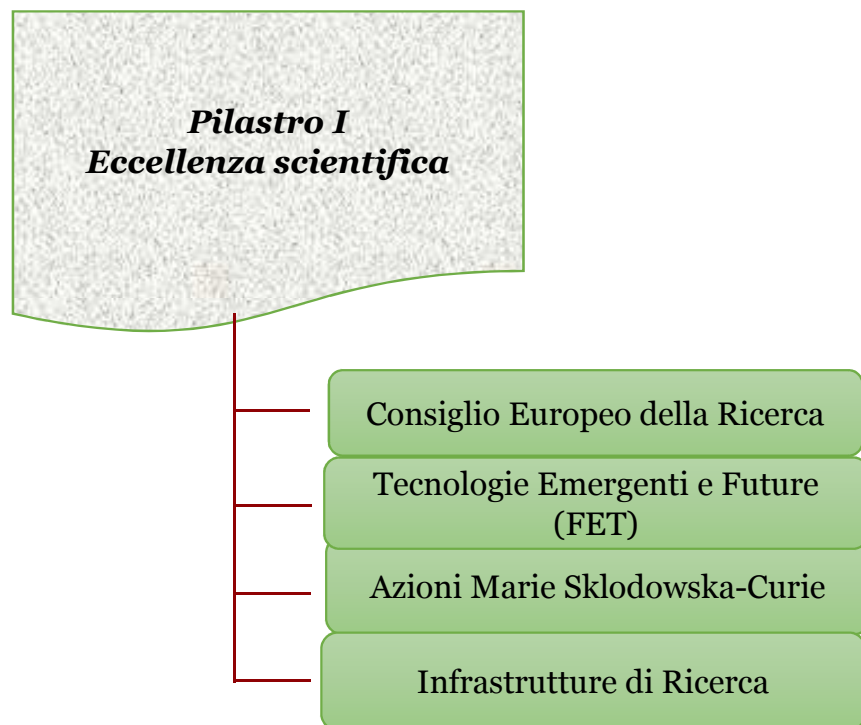 Pilastro I
Eccellenza scientifica
Consiglio Europeo della Ricerca
Tecnologie Emergenti e Future
(FET)
Azioni Marie Sklodowska-Curie
Infrastrutture di Ricerca